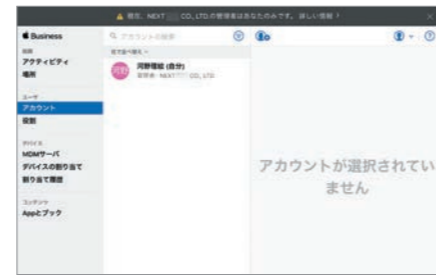 現在、NEXT CO., LTD.の管理者はあなたのみです。詳しい情報
Business
アクティビティ
場所
ユーザ
アカウント
役割
デバイス
MDMサーバ
デバイスの割り当て
割り当て履歴
コンテンツ
Appとブック
アカウントの検索
姓で並べ替え
河野
(自分)
管理者: NEXT CO., LTD
アカウントが選択されてい
ません